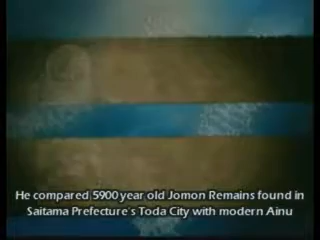 He compared 5900 year old Jomon Remains found in
Saitama Prefecture's Toda City with modern Ainu